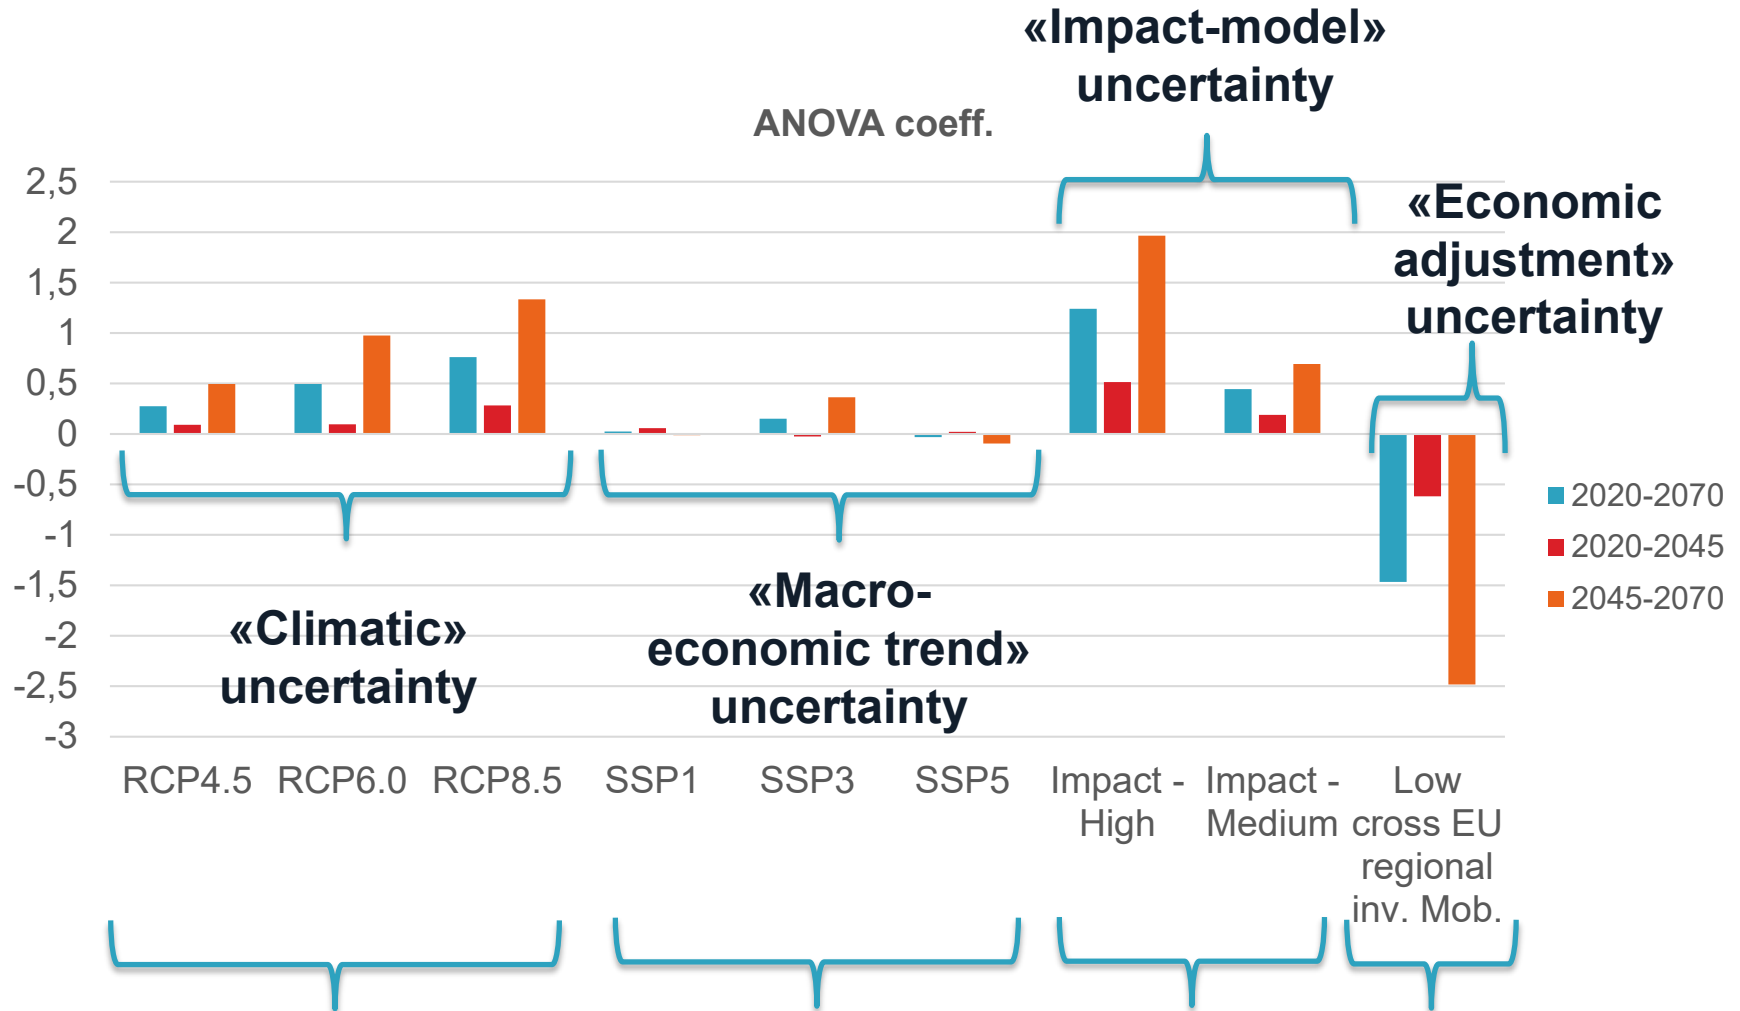 «Impact-model»
uncertainty
ANOVA coeff.
«Economic
adjustment»
uncertainty
2,5
2
1,5
1
0,5
0
-0,5
-1
-1,5
-2
-2,5
-3
«Climatic»
uncertainty
«Macro-
economic trend»
uncertainty
2020-2070
2020-2045
2045-2070
RCP4.5
RCP6.0
RCP8.5
SSP1
SSP3
SSP5
Impact -
High
Impact -
Medium
Low
cross EU
regional
inv. Mob.